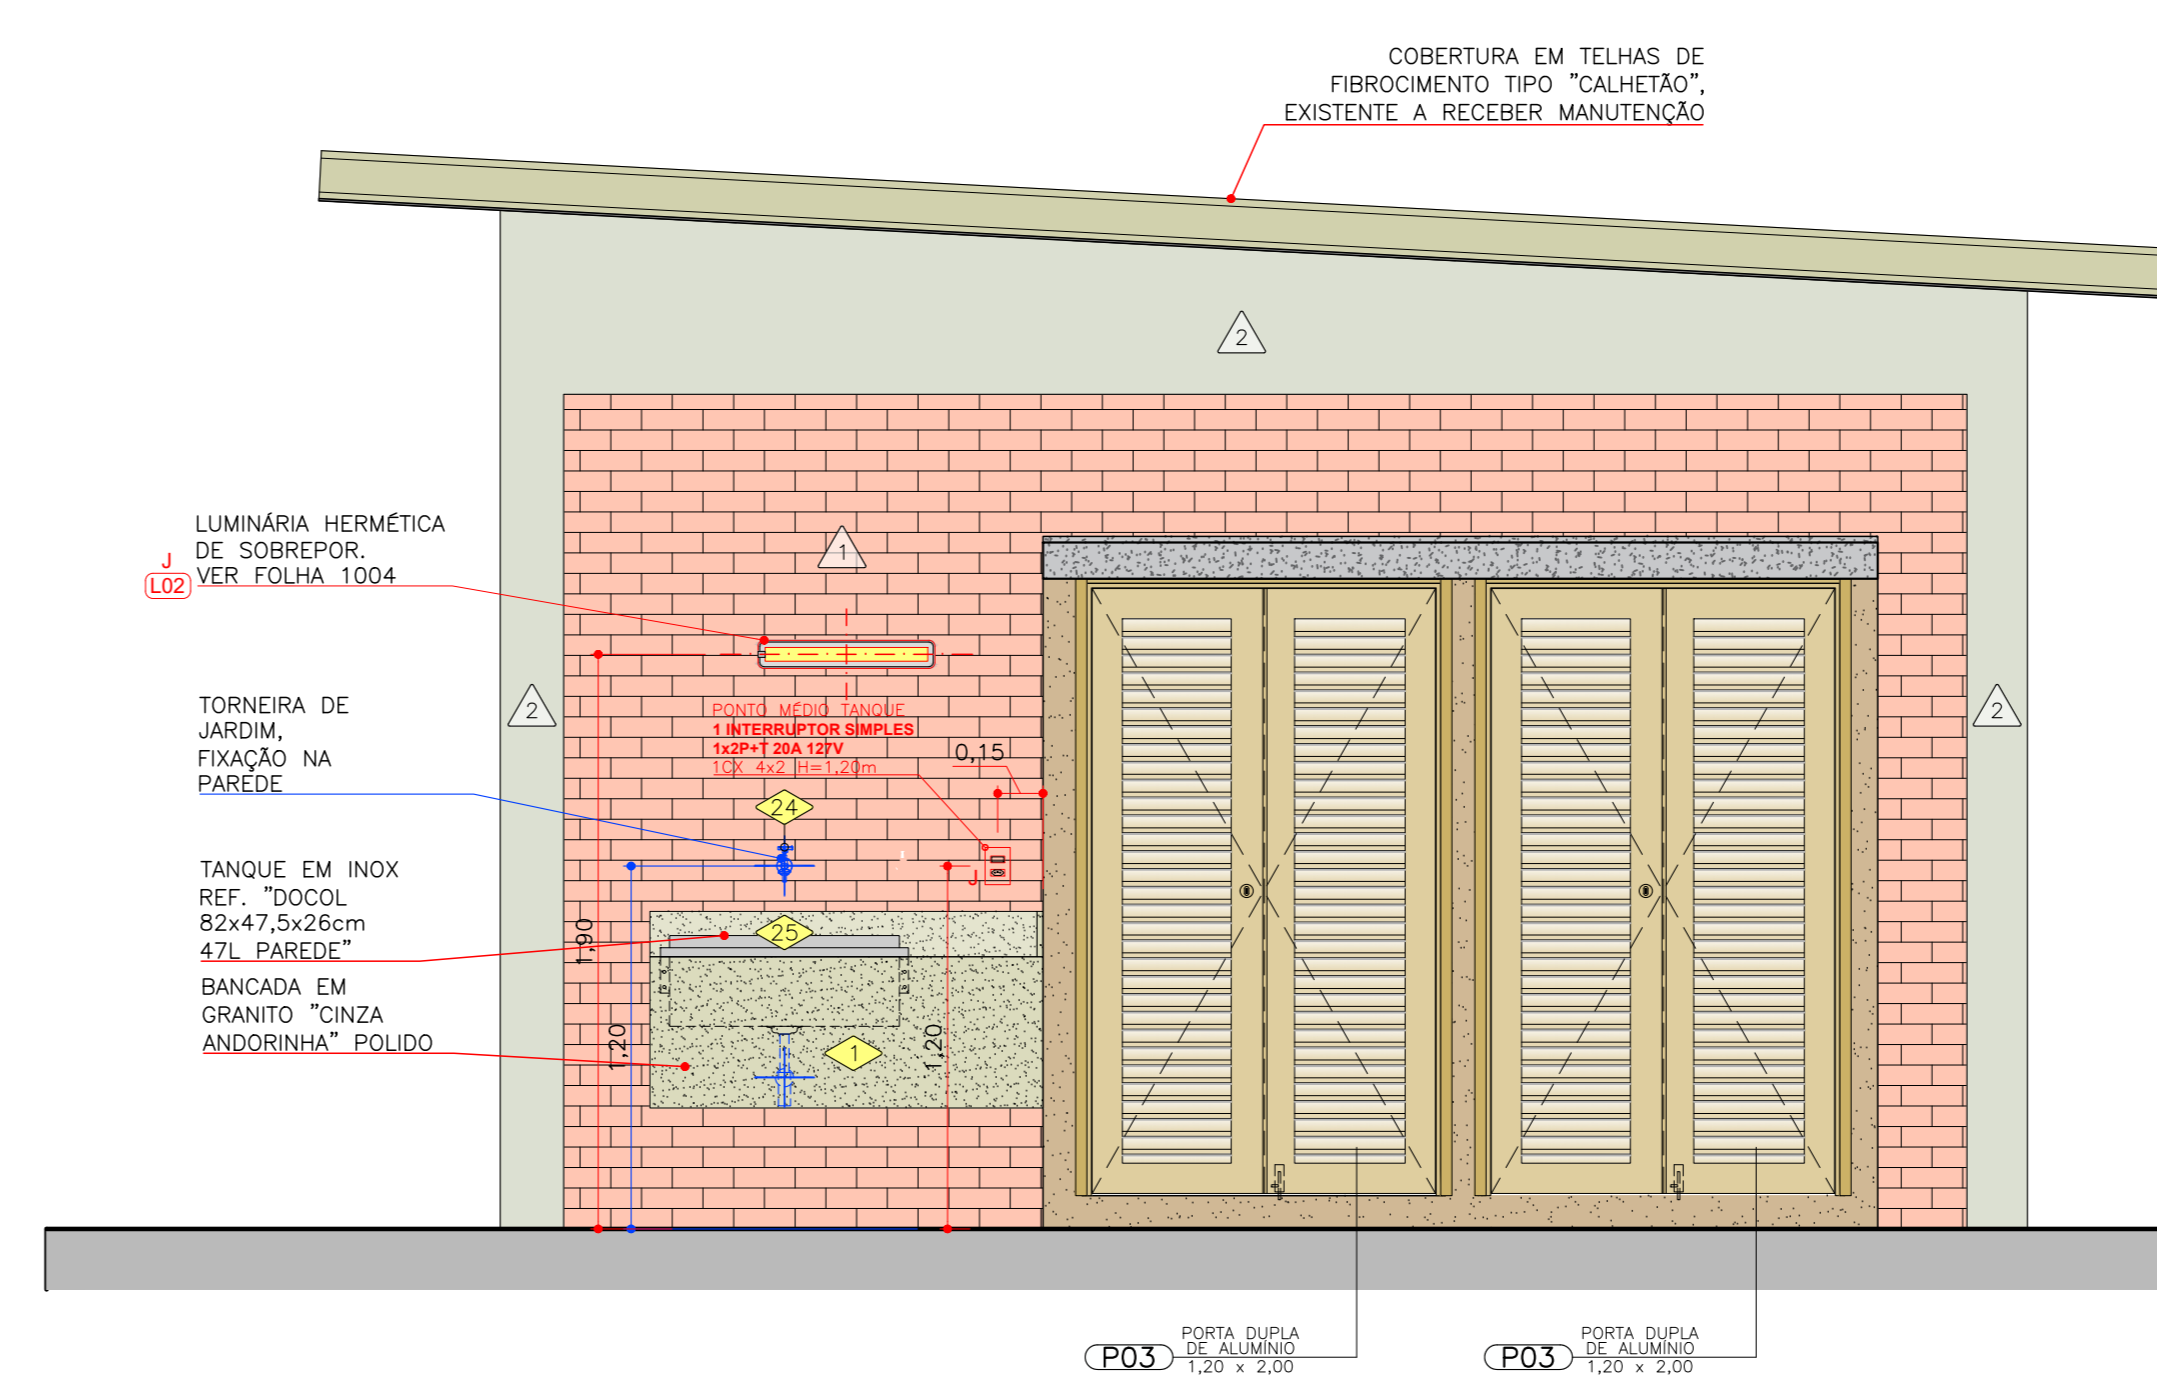 COBERTURA EM TELHAS DE
FIBROCIMENTO TIPO ”CALHETÃO”,
EXISTENTE A RECEBER MANUTENÇÃO
2
LUMINÁRIA HERMÉTICA
DE SOBREPOR.
VER FOLHA 1004
J
L02
1
TORNEIRA DE
JARDIM,
FIXAÇÃO NA
PAREDE
2
2
PONTO MÉDIO TANQUE
1 INTERRUPTOR SIMPLES
1x2P+T 20A 127V
1CX 4x2 H=1,20m
0,15
24
J
TANQUE EM INOX
REF. ”DOCOL
82x47,5x26cm
47L PAREDE”
25
1,90
BANCADA EM
GRANITO ”CINZA
ANDORINHA” POLIDO
1,20
1
1,20
P03
PORTA DUPLA
DE ALUMÍNIO
1,20 x 2,00
P03
PORTA DUPLA
DE ALUMÍNIO
1,20 x 2,00